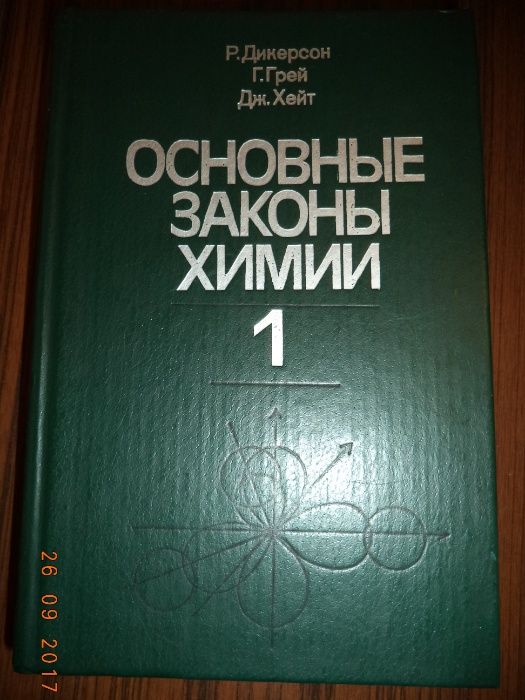 Р. Дикерсон
Г. Грей
Дж. Хейт
ОСНОВНЫЕ
ЗАКОНЫ
ХИМИИ
1
26 09 2017